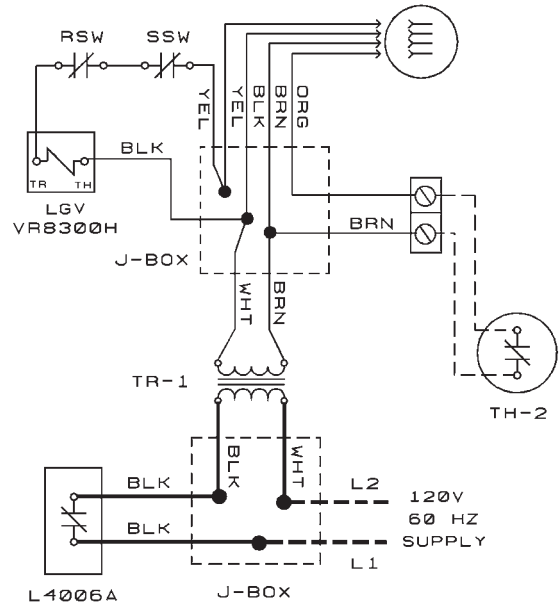 RSW
SSW
YEL
YEL
BLK
BRN
ORG
BLK
TR
TH
LGV
VR8300H
J-BOX
BRN
WHT
BRN
TR-1
TH-2
BLK
WHT
BLK
L2
120V
60 HZ
SUPPLY
BLK
L1
L4006A
J-BOX